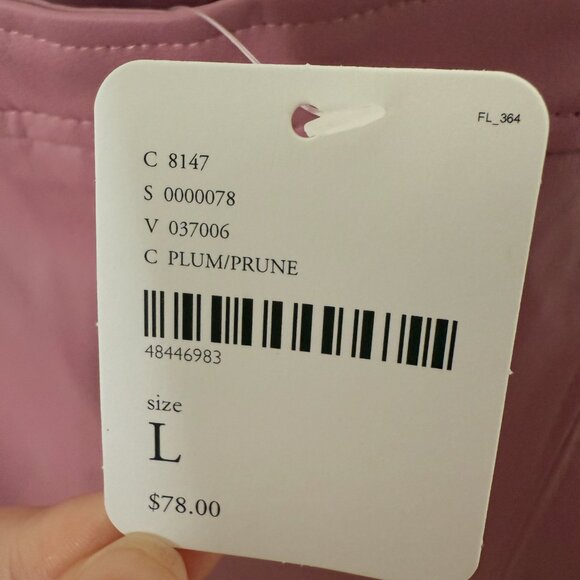 FL_364
C 8147
S 0000078
V 037006
C PLUM/PRUNE
48446983
size
L
$78.00